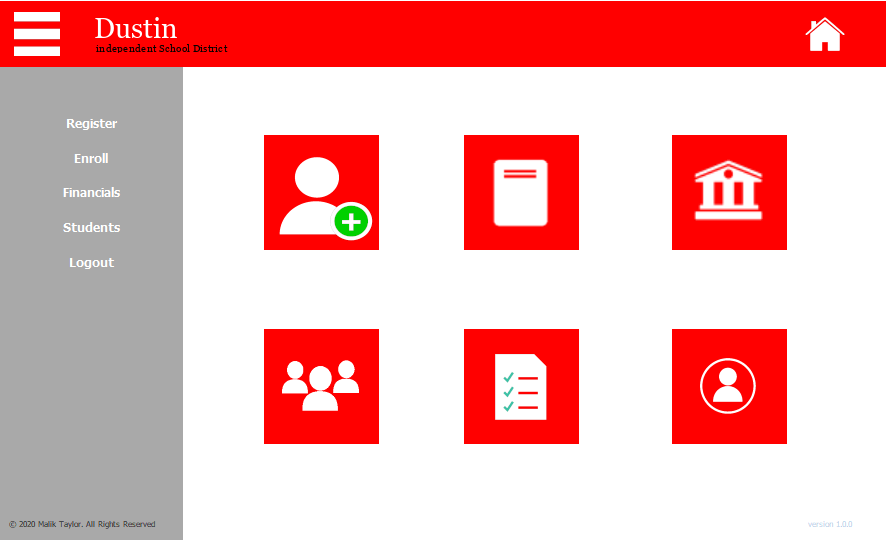 Dustin
independent School District
Register
Enroll
Financials
Students
Logout
© 2020 Malik Taylor. All Rights Reserved
version 1.0.0